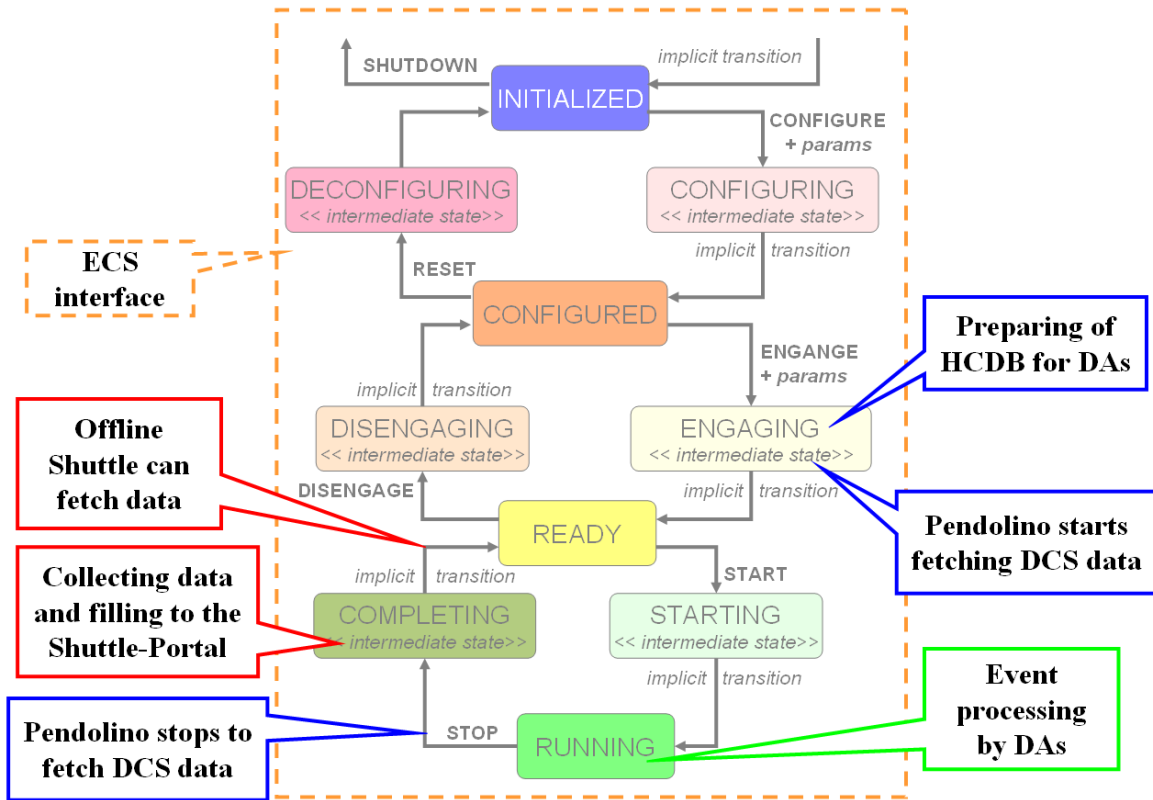 SHUTDOWN
implicit transition
INITIALIZED
CONFIGURE
+ params
DECONFIGURING
<< intermediate state>>
CONFIGURING
<< intermediate state>>
implicit transition
ECS
interface
RESET
CONFIGURED
Preparing of
HCDB for DAs
ENGANGE
+ params
implicit transition
Offline
Shuttle can
fetch data
DISENGAGING
<< intermediate state>>
ENGAGING
<< intermediate state>>
DISENGAGE
implicit transition
Pendolino starts
fetching DCS data
READY
START
implicit transition
Collecting data
and filling to the
Shuttle-Portal
COMPLETING
<< intermediate state>>
STARTING
<< intermediate state>>
implicit transition
Event
processing
by DAs
Pendolino stops to
fetch DCS data
STOP
RUNNING